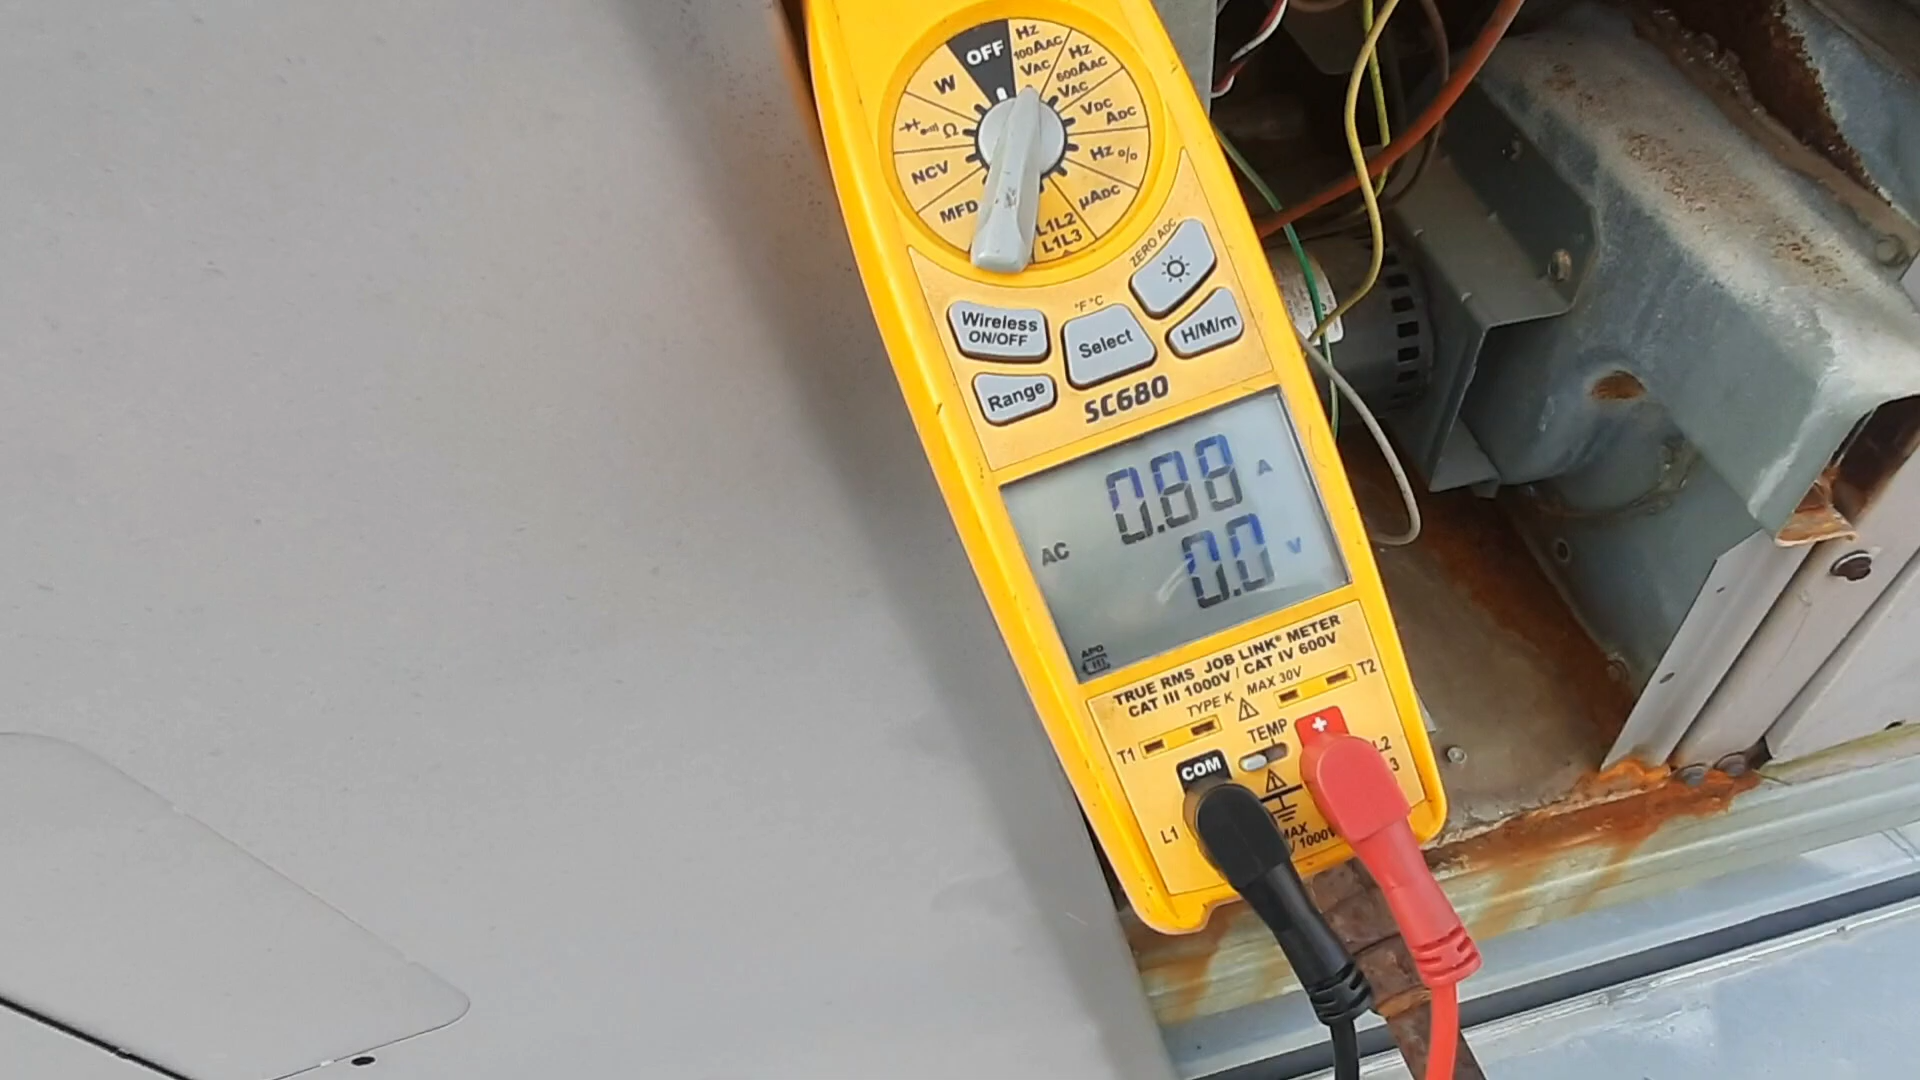 OFF
Hz
100AAC
VAC
Hz
600AAC
VAC
VDC
ADC
Hz %
µADC
L1L2
L1L3
MFD
NCV
Ω
W
ZERO ADC
°F °C
Wireless
ON/OFF
Select
H/M/m
Range
SC680
0.88 A
AC
0.0 V
APO
TRUE RMS JOB LINK® METER
CAT III 1000V / CAT IV 600V
TYPE K MAX 30V
T1
T2
TEMP
COM
+
L1
L2
3
MAX
1000V